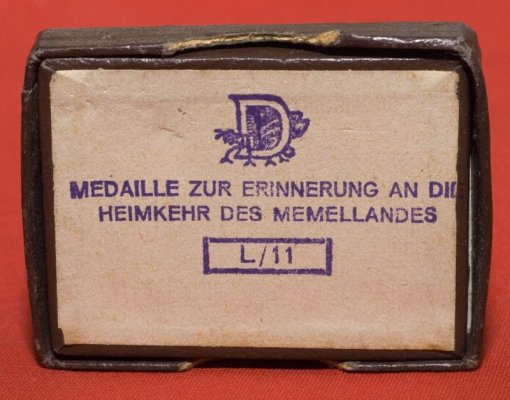 D
MEDAILLE ZUR ERINNERUNG AN DIE
HEIMKEHR DES MEMELLANDES
L/11